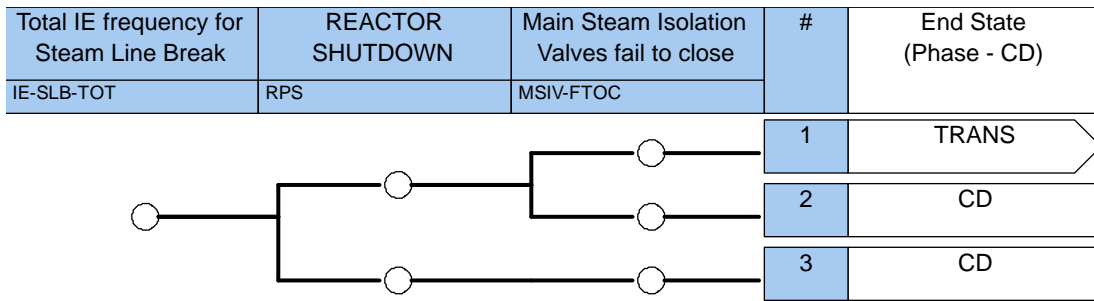 Total IE frequency for
Steam Line Break
REACTOR
SHUTDOWN
Main Steam Isolation
Valves fail to close
#
End State
(Phase - CD)
IE-SLB-TOT
RPS
MSIV-FTOC
1
TRANS
2
CD
3
CD